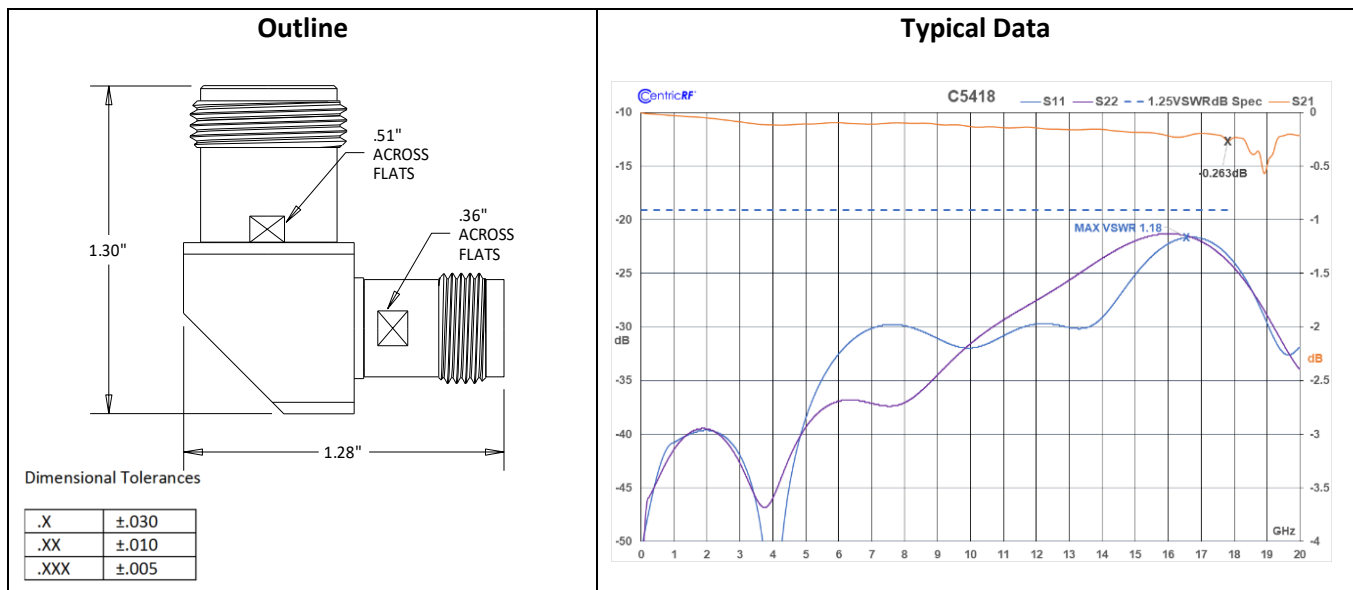 Outline
1.30"
.51"
ACROSS
FLATS
.36"
ACROSS
FLATS
1.28"
Dimensional Tolerances
.X ±.030
.XX ±.010
.XXX ±.005
Typical Data
CentricRF
C5418
S11 S22 1.25VSWRdB Spec S21
-10
-15
-20
-25
-30
dB
-35
-40
-45
-50
-0.263dB
MAX VSWR 1.18
0
-0.5
-1
-1.5
-2
dB
-2.5
-3
-3.5
-4
GHz
0 1 2 3 4 5 6 7 8 9 10 11 12 13 14 15 16 17 18 19 20